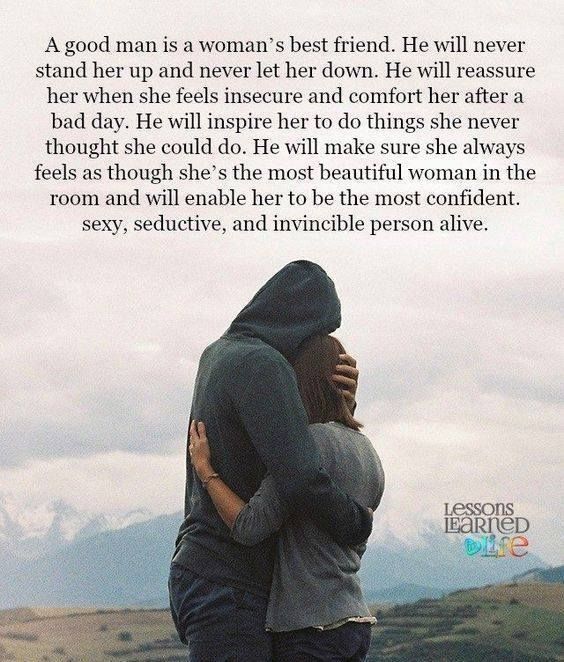 A good man is a woman's best friend. He will never
stand her up and never let her down. He will reassure
her when she feels insecure and comfort her after a
bad day. He will inspire her to do things she never
thought she could do. He will make sure she always
feels as though she's the most beautiful woman in the
room and will enable her to be the most confident.
sexy, seductive, and invincible person alive.
LESSONS
LEARNED
IN LIFE